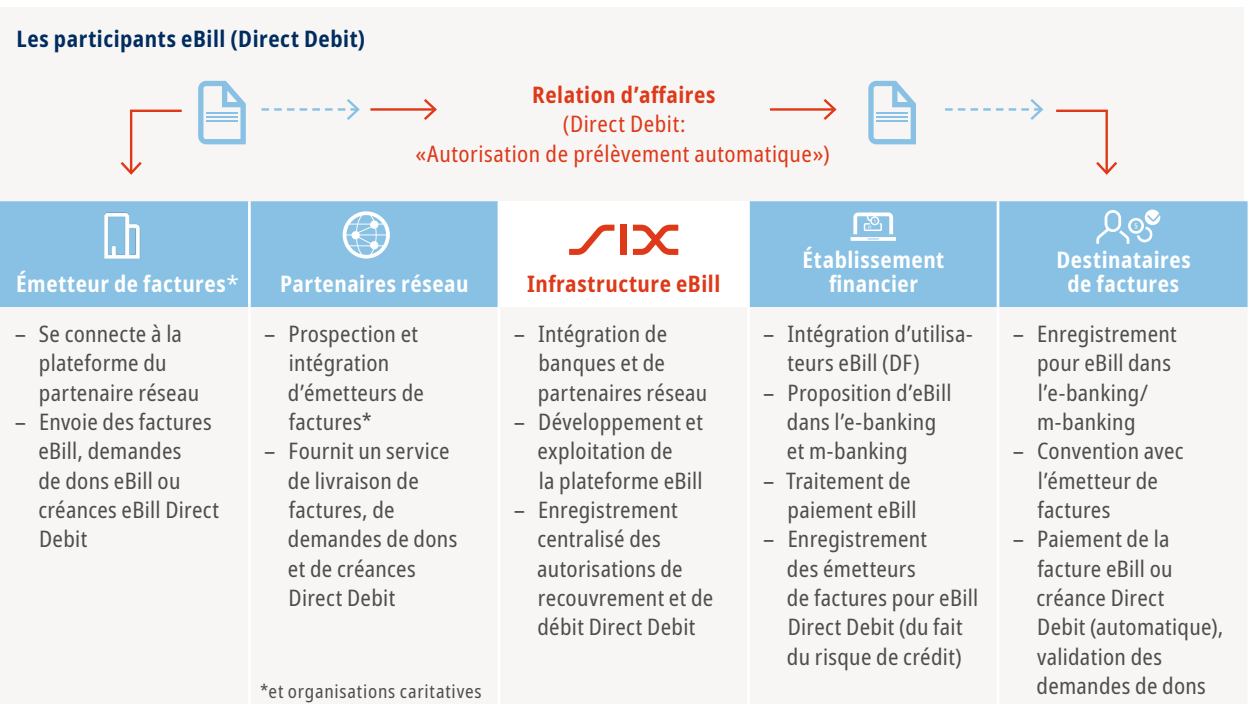 Les participants eBill (Direct Debit)
Relation d’affaires
(Direct Debit:
«Autorisation de prélèvement automatique»)
Émetteur de factures*
– Se connecte à la
plateforme du
partenaire réseau
– Envoie des factures
eBill, demandes
de dons eBill ou
créances eBill Direct
Debit
Partenaires réseau
– Prospection et
intégration
d’émetteurs de
factures*
– Fournit un service
de livraison de
factures, de
demandes de dons
et de créances
Direct Debit
*et organisations caritatives
SIX
Infrastructure eBill
– Intégration de
banques et de
partenaires réseau
– Développement et
exploitation de
la plateforme eBill
– Enregistrement
centralisé des
autorisations de
recouvrement et de
débit Direct Debit
Établissement
financier
– Intégration d’utilisa-
teurs eBill (DF)
– Proposition d’eBill
dans l’e-banking
et m-banking
– Traitement de
paiement eBill
– Enregistrement
des émetteurs
de factures pour eBill
Direct Debit (du fait
du risque de crédit)
Destinataires
de factures
– Enregistrement
pour eBill dans
l’e-banking/
m-banking
– Convention avec
l’émetteur de
factures
– Paiement de la
facture eBill ou
créance Direct
Debit (automatique),
validation des
demandes de dons